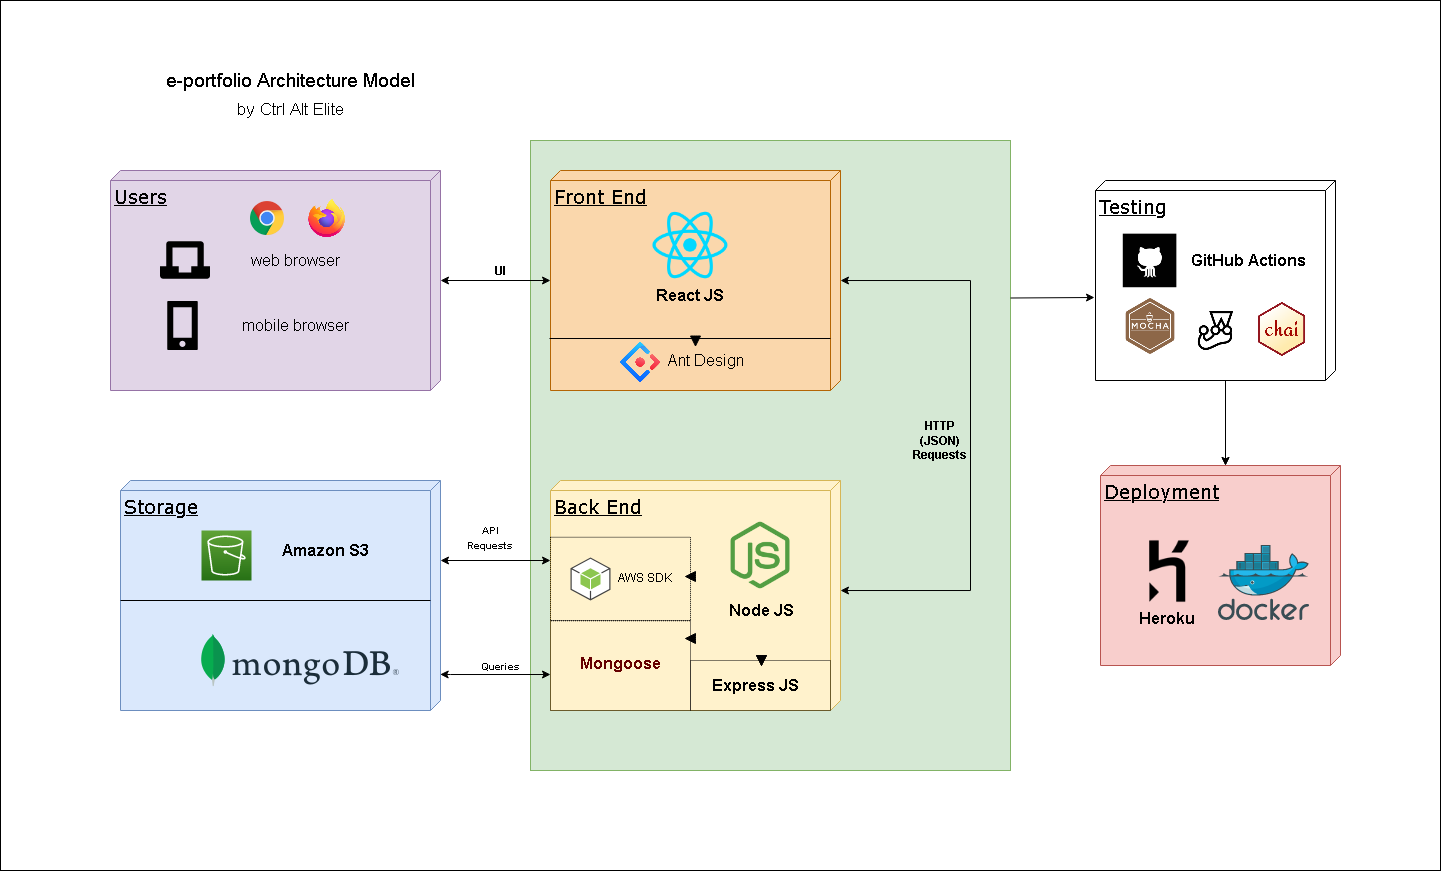 e-portfolio Architecture Model
by Ctrl Alt Elite
Users
web browser
mobile browser
UI
Front End
React JS
Ant Design
HTTP
(JSON)
Requests
Testing
GitHub Actions
MOCHA
chai
Storage
Amazon S3
mongoDB®
API
Requests
Queries
Back End
AWS SDK
JS
Node JS
Mongoose
Express JS
Deployment
Heroku
docker